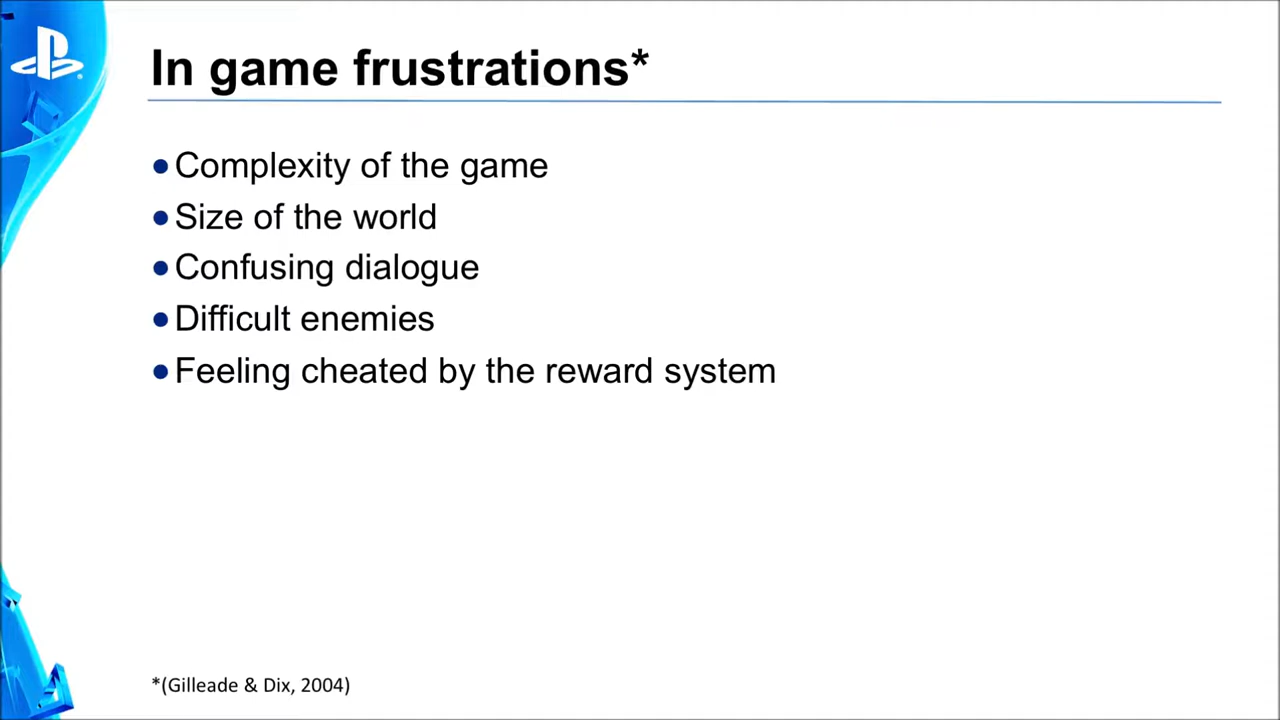 In game frustrations*
●Complexity of the game
●Size of the world
●Confusing dialogue
●Difficult enemies
●Feeling cheated by the reward system
*(Gilleade & Dix, 2004)